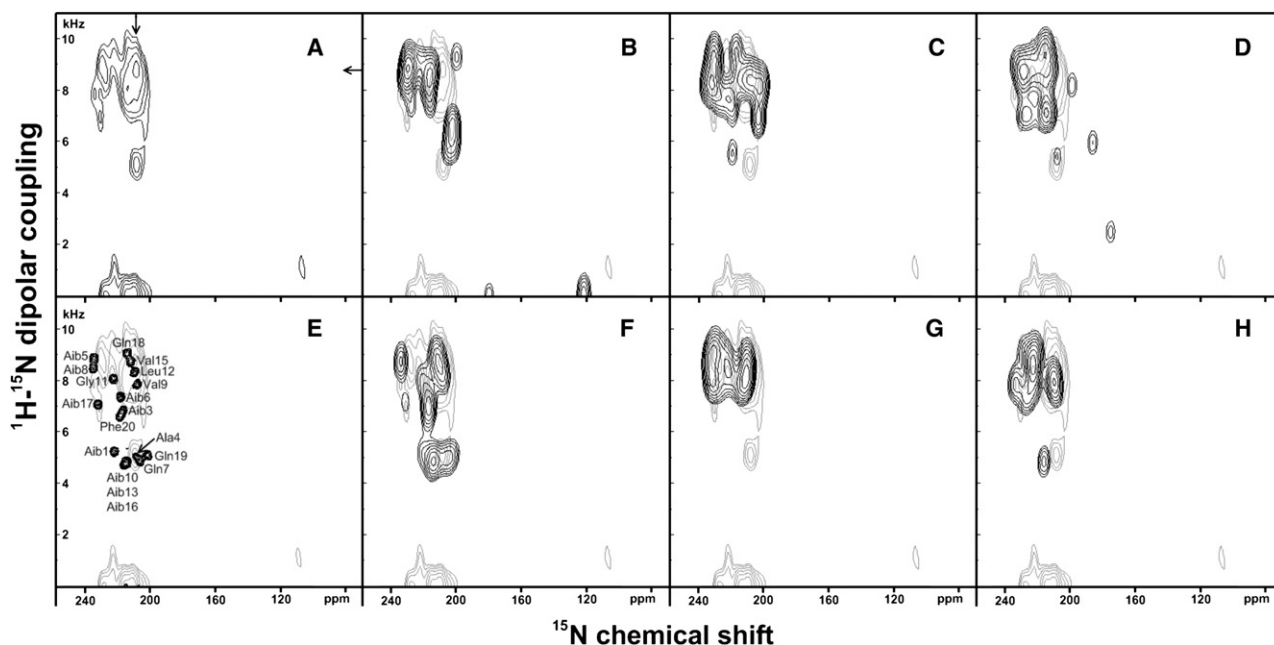 kHz
A
B
C
D
10
8
6
4
2
kHz
E
F
G
H
10
8
6
4
2
Gln18
Aib5
Val15
Aib8
Leu12
Gly11
Val9
Aib6
Aib17
Aib3
Phe20
Ala4
Aib1
Gln19
Gln7
Aib10
Aib13
Aib16
240 200 160 120 ppm 240 200 160 120 ppm 240 200 160 120 ppm 240 200 160 120 ppm
¹H-¹⁵N dipolar coupling
¹⁵N chemical shift